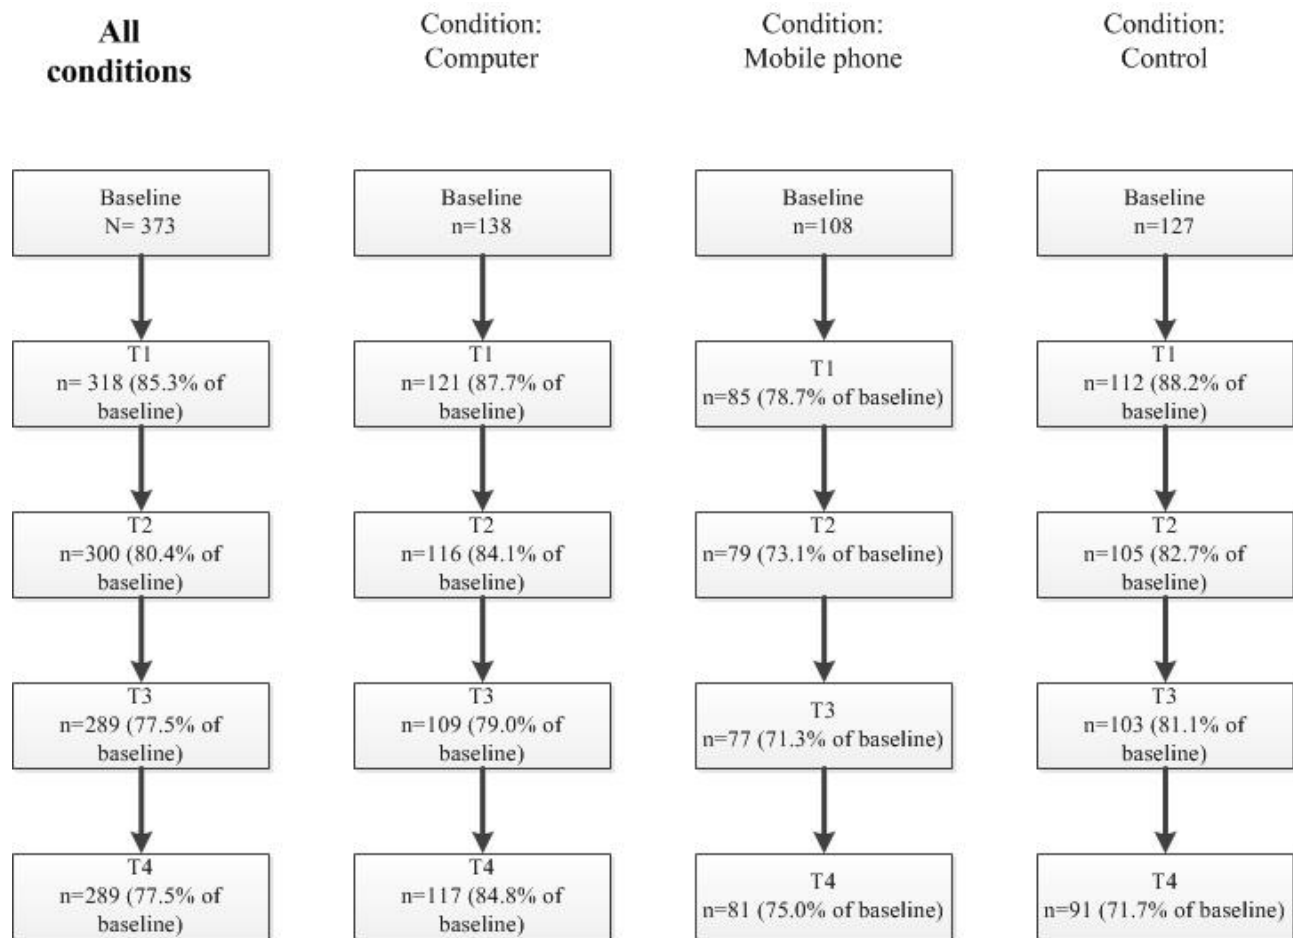 All
conditions
Condition:
Computer
Condition:
Mobile phone
Condition:
Control
Baseline
N= 373
Baseline
n=138
Baseline
n=108
Baseline
n=127
T1
n= 318 (85.3% of
baseline)
T1
n=121 (87.7% of
baseline)
T1
n=85 (78.7% of baseline)
T1
n=112 (88.2% of
baseline)
T2
n=300 (80.4% of
baseline)
T2
n=116 (84.1% of
baseline)
T2
n=79 (73.1% of baseline)
T2
n=105 (82.7% of
baseline)
T3
n=289 (77.5% of
baseline)
T3
n=109 (79.0% of
baseline)
T3
n=77 (71.3% of baseline)
T3
n=103 (81.1% of
baseline)
T4
n=289 (77.5% of
baseline)
T4
n=117 (84.8% of
baseline)
T4
n=81 (75.0% of baseline)
T4
n=91 (71.7% of baseline)